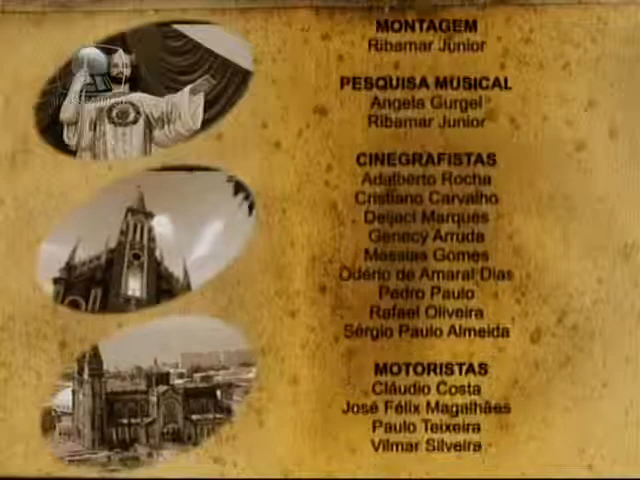 MONTAGEM
Ribamar Júnior
PESQUISA MUSICAL
Angela Gurgel
Ribamar Junior
CINEGRAFISTAS
Adalberto Rocha
Cristiano Carvalho
Deijaci Marques
Genecy Arruda
Messias Gomes
Odério de Amaral Dias
Pedro Paulo
Rafael Oliveira
Sérgio Paulo Almeida
MOTORISTAS
Cláudio Costa
José Félix Magalhães
Paulo Teixeira
Vilmar Silveira